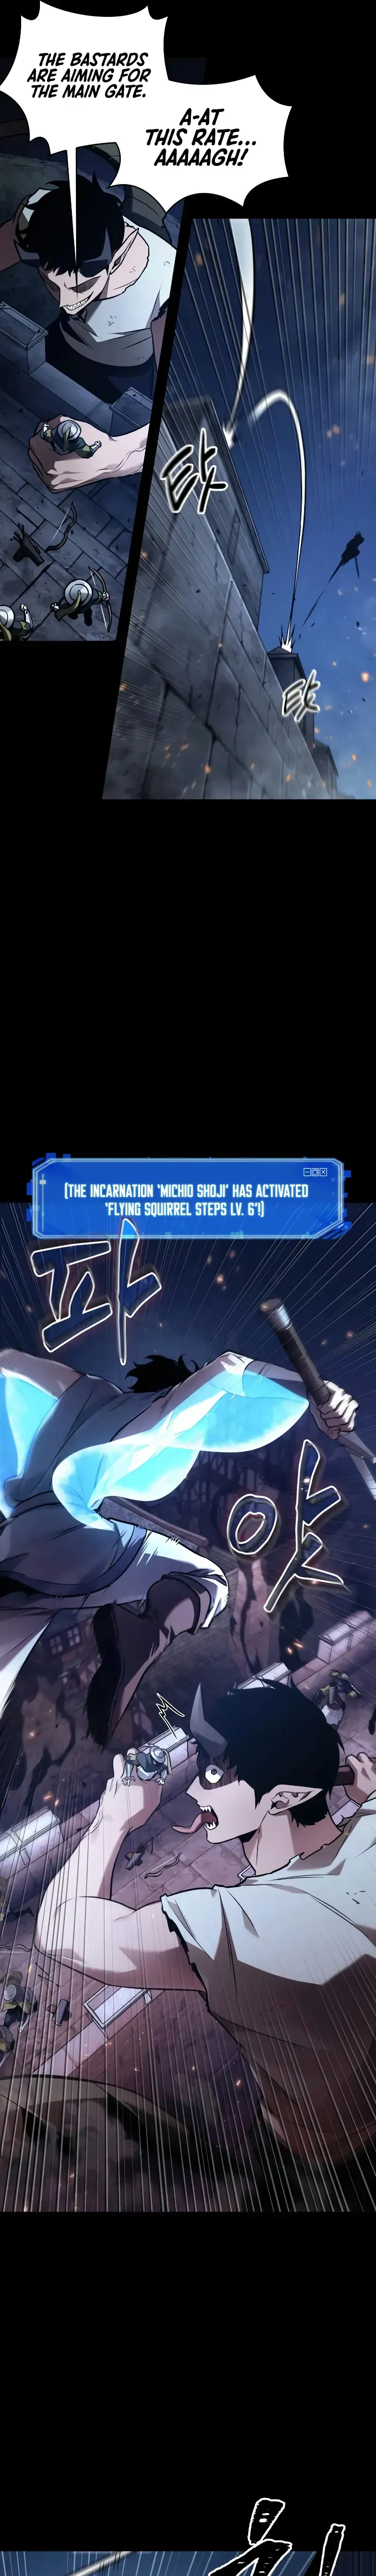 THE BASTARDS
ARE AIMING FOR
THE MAIN GATE.
A-AT
THIS RATE...
AAAAAGH!
탓
탓
[THE INCARNATION 'MICHIO SHOJI' HAS ACTIVATED
'FLYING SQUIRREL STEPS LV. 6'!]
파
앗